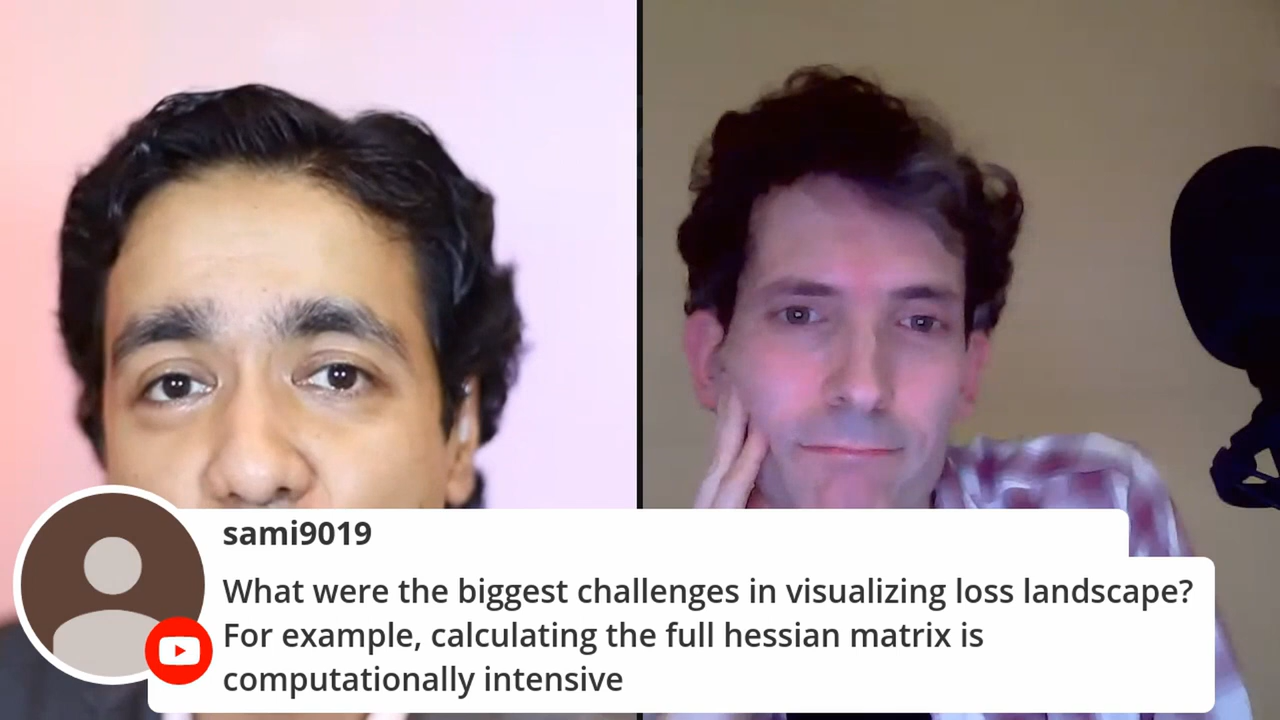 sami9019
What were the biggest challenges in visualizing loss landscape?
For example, calculating the full hessian matrix is
computationally intensive